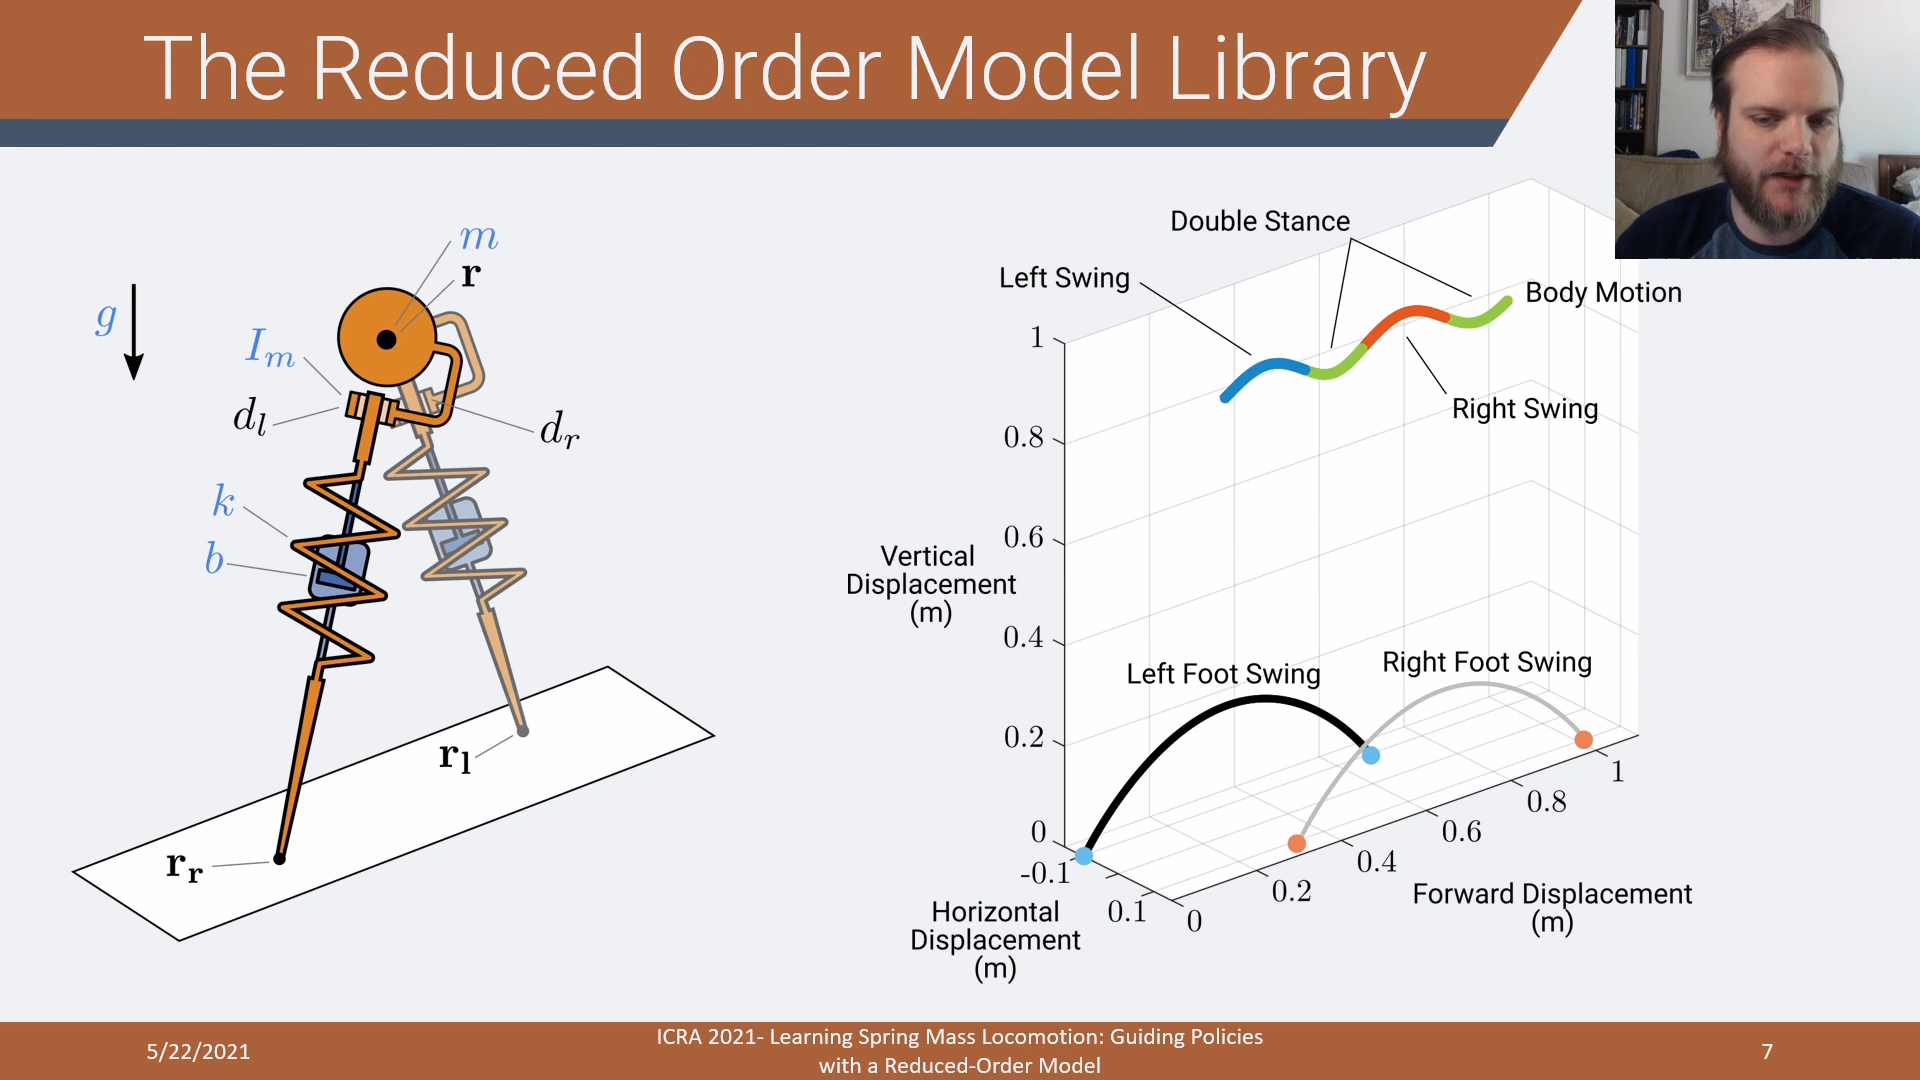 The Reduced Order Model Library
m
r
g
I_m
d_l
d_r
k
b
r_l
r_r
Double Stance
Left Swing
Body Motion
Right Swing
1
0.8
0.6
0.4
0.2
0
Vertical
Displacement
(m)
Left Foot Swing
Right Foot Swing
-0.1
0.1
Horizontal
Displacement
(m)
0
0.2
0.4
0.6
0.8
1
Forward Displacement
(m)
5/22/2021
ICRA 2021- Learning Spring Mass Locomotion: Guiding Policies
with a Reduced-Order Model
7